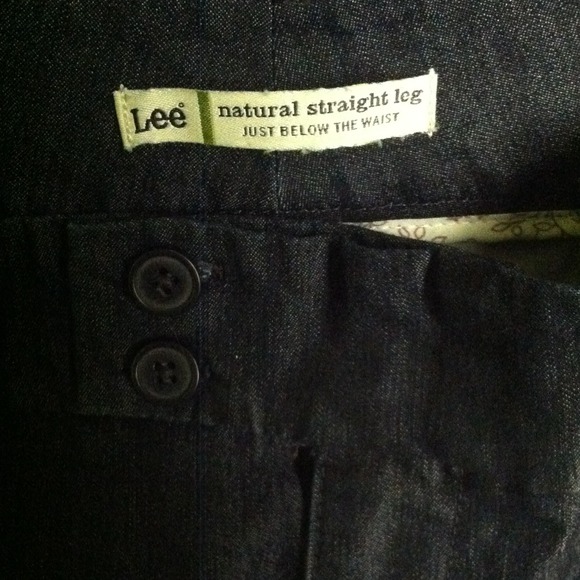 Lee®
natural straight leg
JUST BELOW THE WAIST